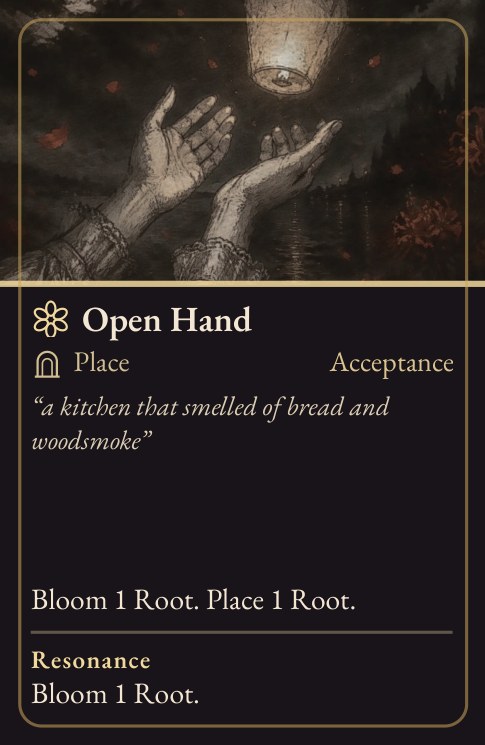 Open Hand
Place
Acceptance
“a kitchen that smelled of bread and
woodsmoke”
Bloom 1 Root. Place 1 Root.
Resonance
Bloom 1 Root.